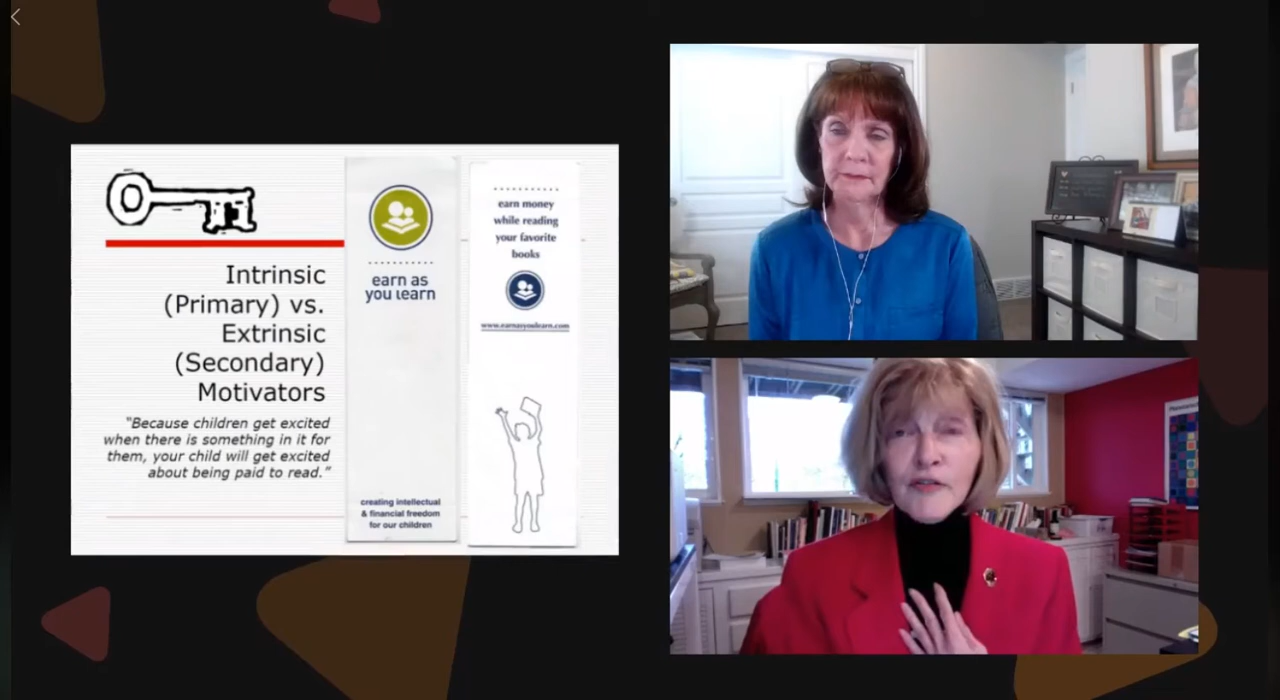 Intrinsic
(Primary) vs.
Extrinsic
(Secondary)
Motivators
“Because children get excited
when there is something in it for
them, your child will get excited
about being paid to read.”
earn as
you learn
creating intellectual
& financial freedom
for our children
earn money
while reading
your favorite
books
www.earnasyoulearn.com